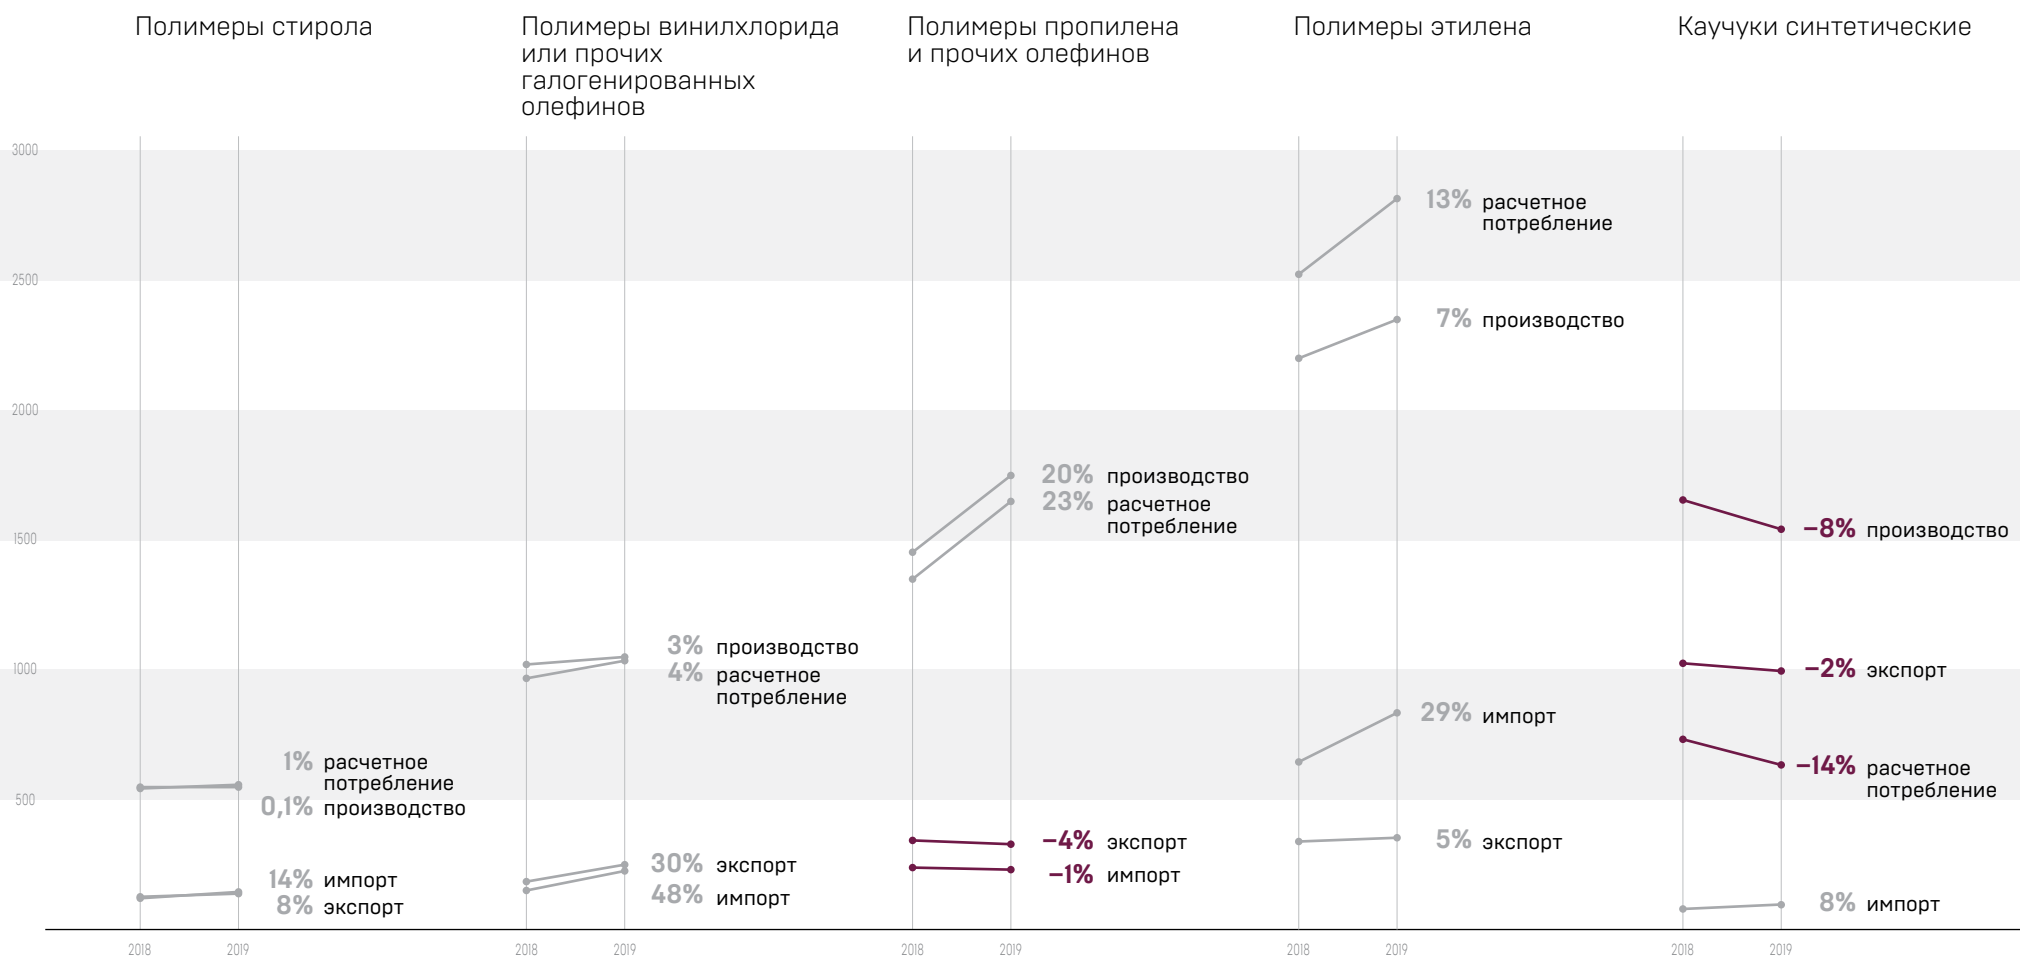 Полимеры стирола
Полимеры винилхлорида
или прочих
галогенированных
олефинов
Полимеры пропилена
и прочих олефинов
Полимеры этилена
Каучуки синтетические
3000
2500
2000
1500
1000
500
1% расчетное
потребление
0,1% производство
14% импорт
8% экспорт
2018 2019
3% производство
4% расчетное
потребление
30% экспорт
48% импорт
2018 2019
20% производство
23% расчетное
потребление
–4% экспорт
–1% импорт
2018 2019
13% расчетное
потребление
7% производство
29% импорт
5% экспорт
2018 2019
–8% производство
–2% экспорт
–14% расчетное
потребление
8% импорт
2018 2019